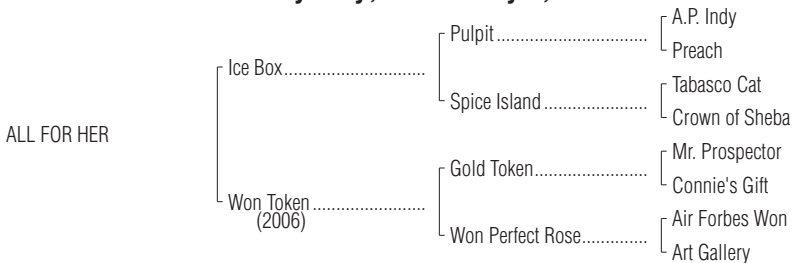 A.P. Indy
Pulpit
Preach
Ice Box
Tabasco Cat
Spice Island
Crown of Sheba
ALL FOR HER
Mr. Prospector
Gold Token
Connie's Gift
Won Token
(2006)
Air Forbes Won
Won Perfect Rose
Art Gallery